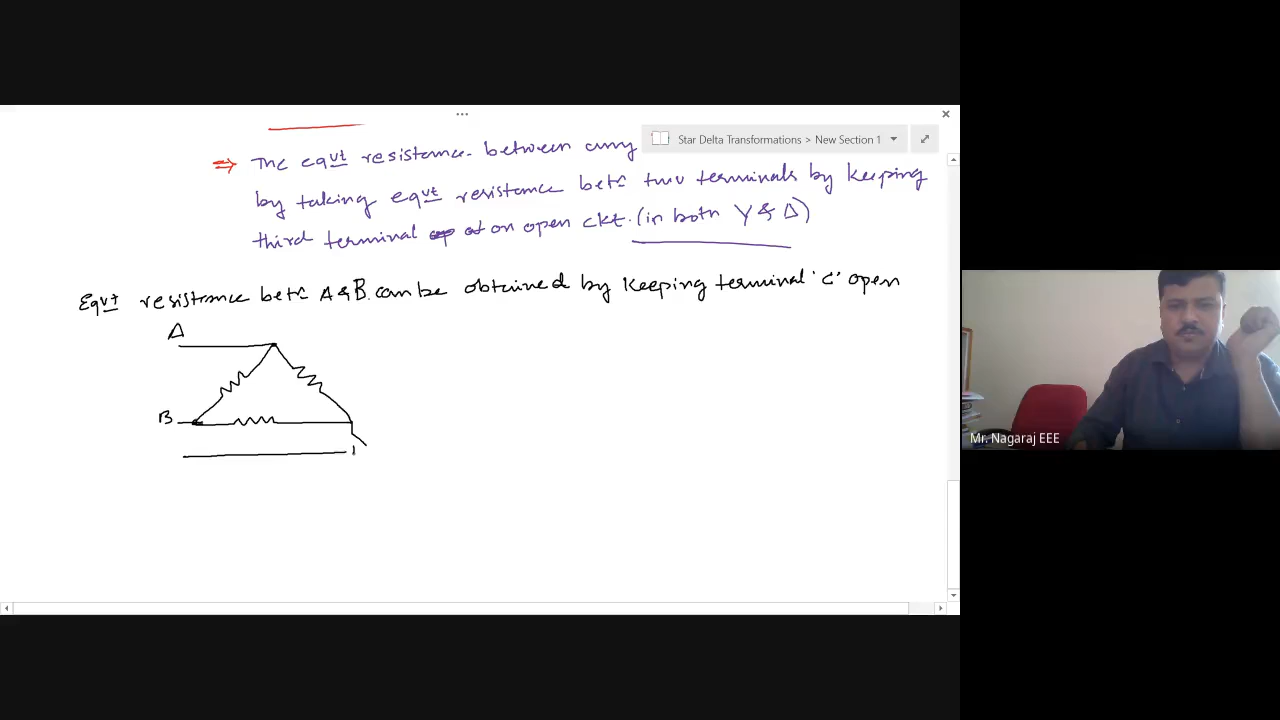 Star Delta Transformations > New Section 1
⇒ The eqvt resistance between any
by taking eqvt resistance betn two terminals by keeping
third terminal on open ckt. (in both Y & Δ)
Eqvt resistance betn A & B. can be obtained by keeping terminal 'C' open
A
B
Mr. Nagaraj EEE